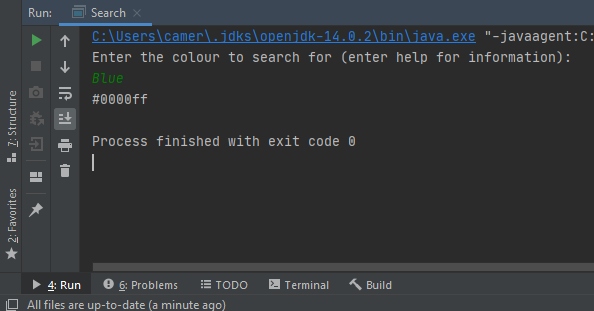 Run: Search
7: Structure
2: Favorites
C:\Users\camer\.jdks\openjdk-14.0.2\bin\java.exe "-javaagent:C:
Enter the colour to search for (enter help for information):
Blue
#0000ff
Process finished with exit code 0
4: Run 6: Problems TODO Terminal Build
All files are up-to-date (a minute ago)